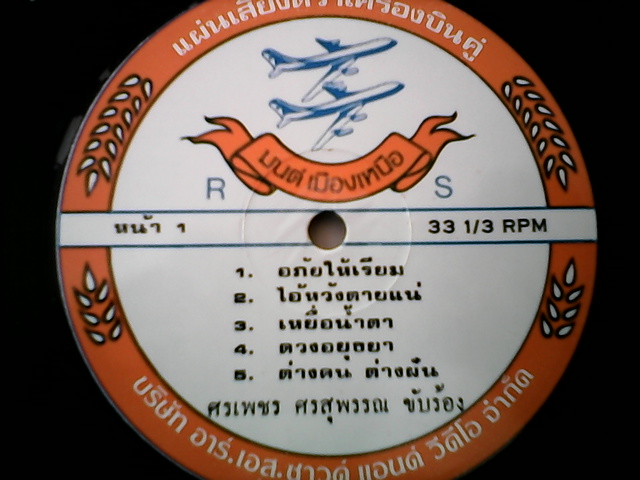 แผ่นเสียงตราเครื่องบินคู่
มนต์เมืองเหนือ
R S
หน้า 1 33 1/3 RPM
1. อภัยให้เรียม
2. ไอ้หวังตายแน่
3. เหยื่อน้ำตา
4. ดวงอยุธยา
5. ต่างคน ต่างผัน
ศรเพชร ศรสุพรรณ ขับร้อง
บริษัท อาร์.เอส.ซาวด์ แอนด์ วีดีโอ จำกัด